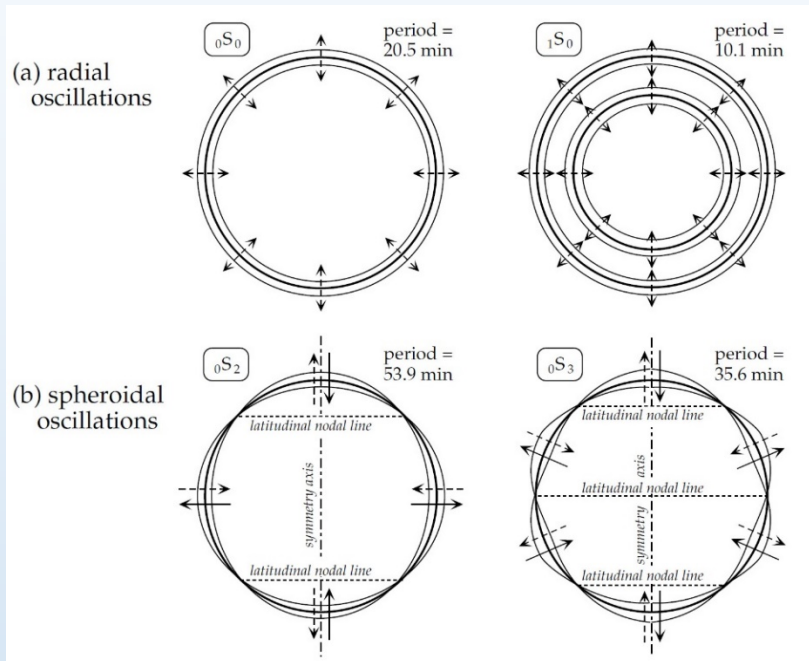 ₀S₀
period =
20.5 min
₁S₀
period =
10.1 min
(a) radial
oscillations
₀S₂
period =
53.9 min
₀S₃
period =
35.6 min
(b) spheroidal
oscillations
latitudinal nodal line
symmetry axis
latitudinal nodal line
latitudinal nodal line
axis
latitudinal nodal line
symmetry
latitudinal nodal line